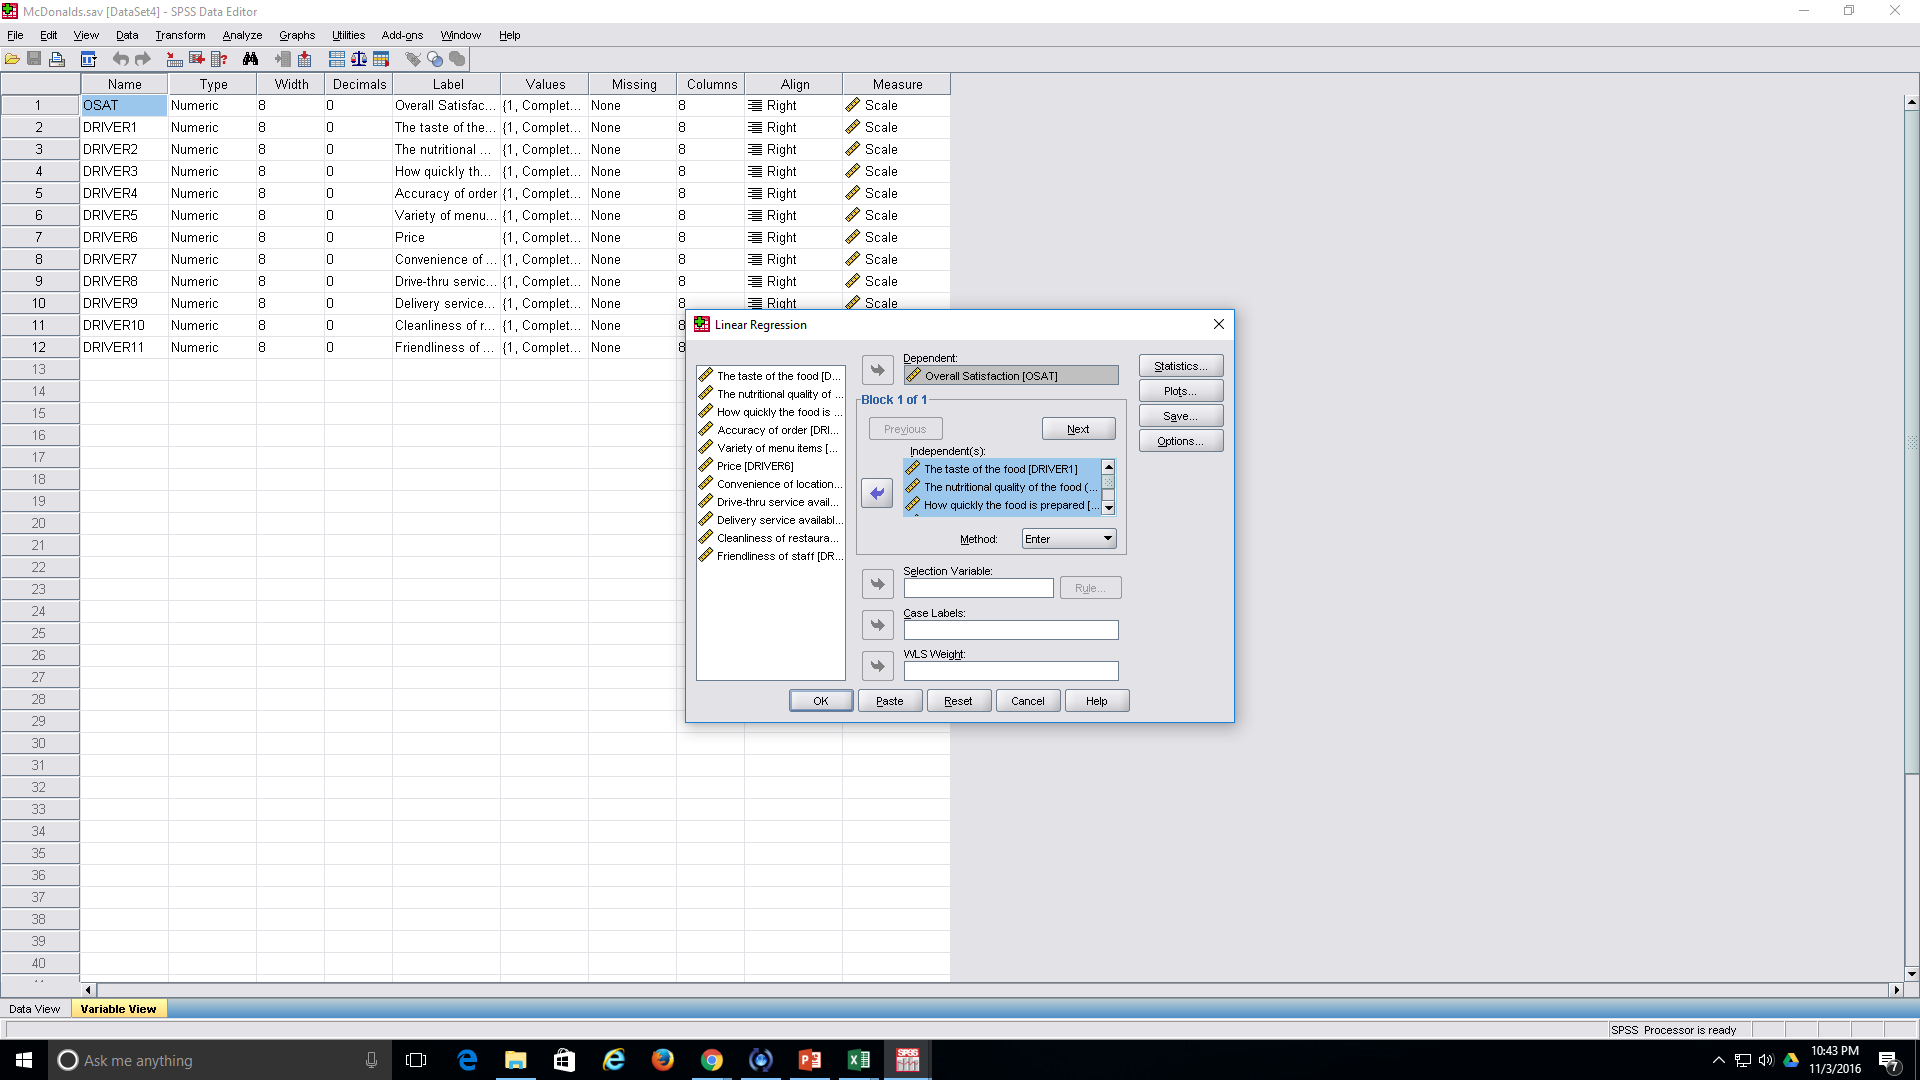 McDonalds.sav [DataSet4] - SPSS Data Editor
File Edit View Data Transform Analyze Graphs Utilities Add-ons Window Help
Name Type Width Decimals Label Values Missing Columns Align Measure
1 OSAT Numeric 8 0 Overall Satisfac... {1, Complet... None 8 Right Scale
2 DRIVER1 Numeric 8 0 The taste of the... {1, Complet... None 8 Right Scale
3 DRIVER2 Numeric 8 0 The nutritional ... {1, Complet... None 8 Right Scale
4 DRIVER3 Numeric 8 0 How quickly th... {1, Complet... None 8 Right Scale
5 DRIVER4 Numeric 8 0 Accuracy of order {1, Complet... None 8 Right Scale
6 DRIVER5 Numeric 8 0 Variety of menu... {1, Complet... None 8 Right Scale
7 DRIVER6 Numeric 8 0 Price {1, Complet... None 8 Right Scale
8 DRIVER7 Numeric 8 0 Convenience of ... {1, Complet... None 8 Right Scale
9 DRIVER8 Numeric 8 0 Drive-thru servic... {1, Complet... None 8 Right Scale
10 DRIVER9 Numeric 8 0 Delivery service... {1, Complet... None 8 Right Scale
11 DRIVER10 Numeric 8 0 Cleanliness of r... {1, Complet... None 8
12 DRIVER11 Numeric 8 0 Friendliness of ... {1, Complet... None 8
13
14
15
16
17
18
19
20
21
22
23
24
25
26
27
28
29
30
31
32
33
34
35
36
37
38
39
40
Linear Regression
The taste of the food [D...
The nutritional quality of ...
How quickly the food is ...
Accuracy of order [DRI...
Variety of menu items [...
Price [DRIVER6]
Convenience of location...
Drive-thru service avail...
Delivery service availabl...
Cleanliness of restaura...
Friendliness of staff [DR...
Dependent:
Overall Satisfaction [OSAT]
Block 1 of 1
Previous Next
Independent(s):
The taste of the food [DRIVER1]
The nutritional quality of the food (...
How quickly the food is prepared [...
Method: Enter
Selection Variable:
Rule...
Case Labels:
WLS Weight:
Statistics...
Plots...
Save...
Options...
OK Paste Reset Cancel Help
Data View Variable View
SPSS Processor is ready
Ask me anything
SPSS
10:43 PM
11/3/2016
7